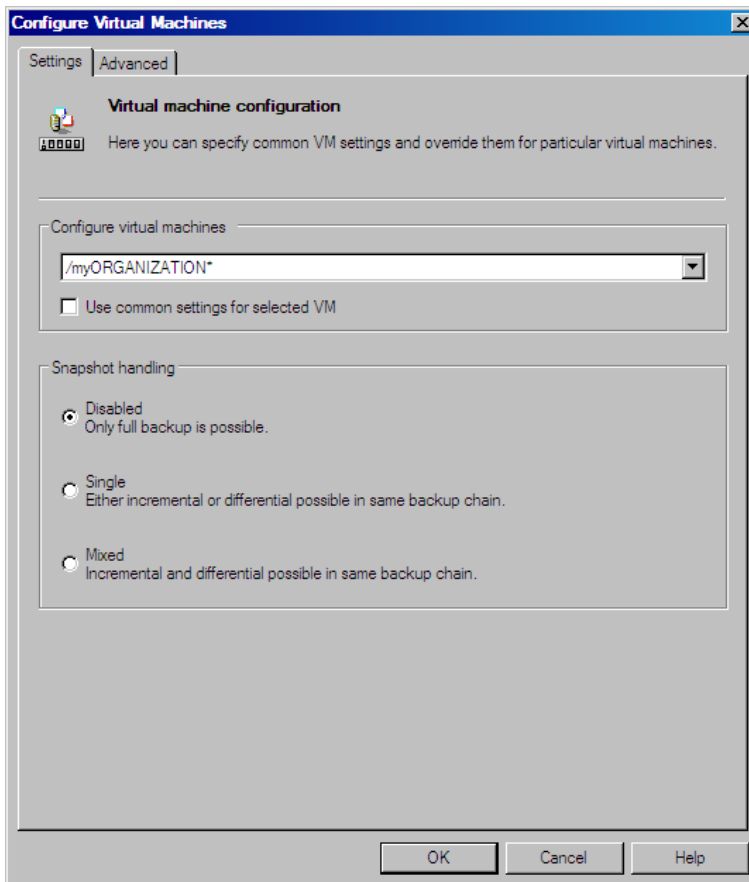 Configure Virtual Machines
Settings
Advanced
Virtual machine configuration
Here you can specify common VM settings and override them for particular virtual machines.
Configure virtual machines
/myORGANIZATION*
Use common settings for selected VM
Snapshot handling
Disabled
Only full backup is possible.
Single
Either incremental or differential possible in same backup chain.
Mixed
Incremental and differential possible in same backup chain.
OK
Cancel
Help